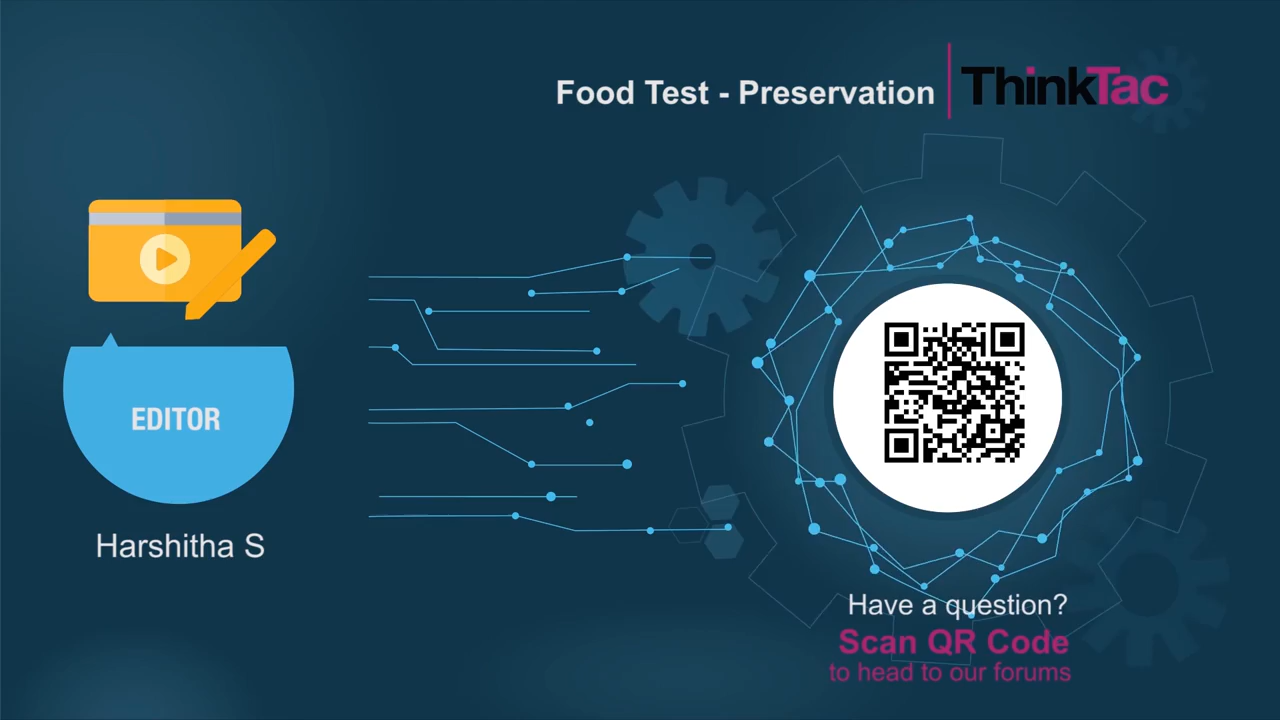 Food Test - Preservation
ThinkTac
EDITOR
Harshitha S
Have a question?
Scan QR Code
to head to our forums